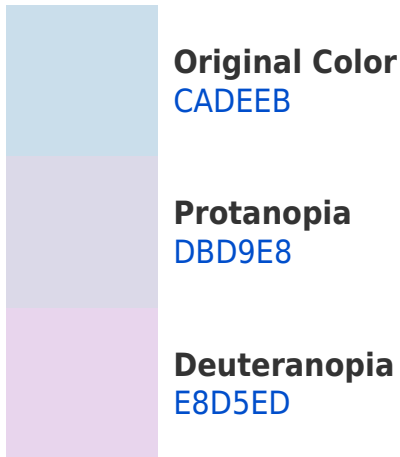 Original Color
CADEEB
Protanopia
DBD9E8
Deuteranopia
E8D5ED